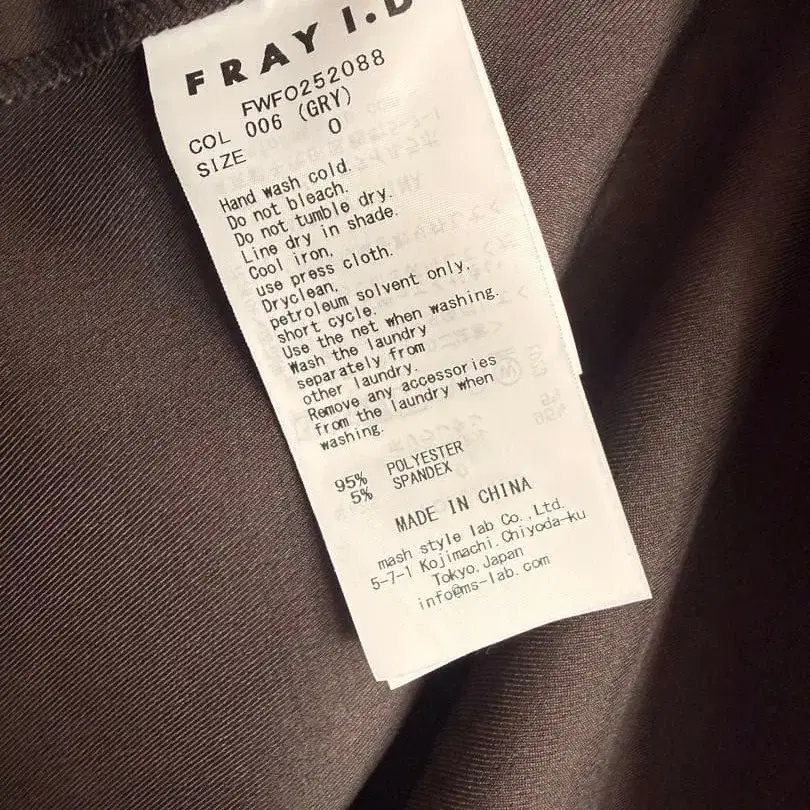 FRAY I.D
FWFO252088
COL 006 (GRY)
SIZE 0
Hand wash cold.
Do not bleach.
Do not tumble dry.
Line dry in shade.
Cool iron,
use press cloth.
Dryclean,
petroleum solvent only,
short cycle.
Use the net when washing.
Wash the laundry
separately from
other laundry.
Remove any accessories
from the laundry when
washing.
95% POLYESTER
5% SPANDEX
MADE IN CHINA
mash style lab Co.,Ltd.
5-7-1 Kojimachi,Chiyoda-ku
Tokyo,Japan
info@ms-lab.com